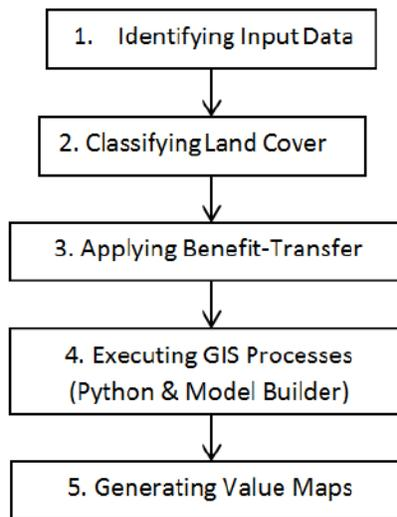 1. Identifying Input Data
2. Classifying Land Cover
3. Applying Benefit-Transfer
4. Executing GIS Processes
(Python & Model Builder)
5. Generating Value Maps